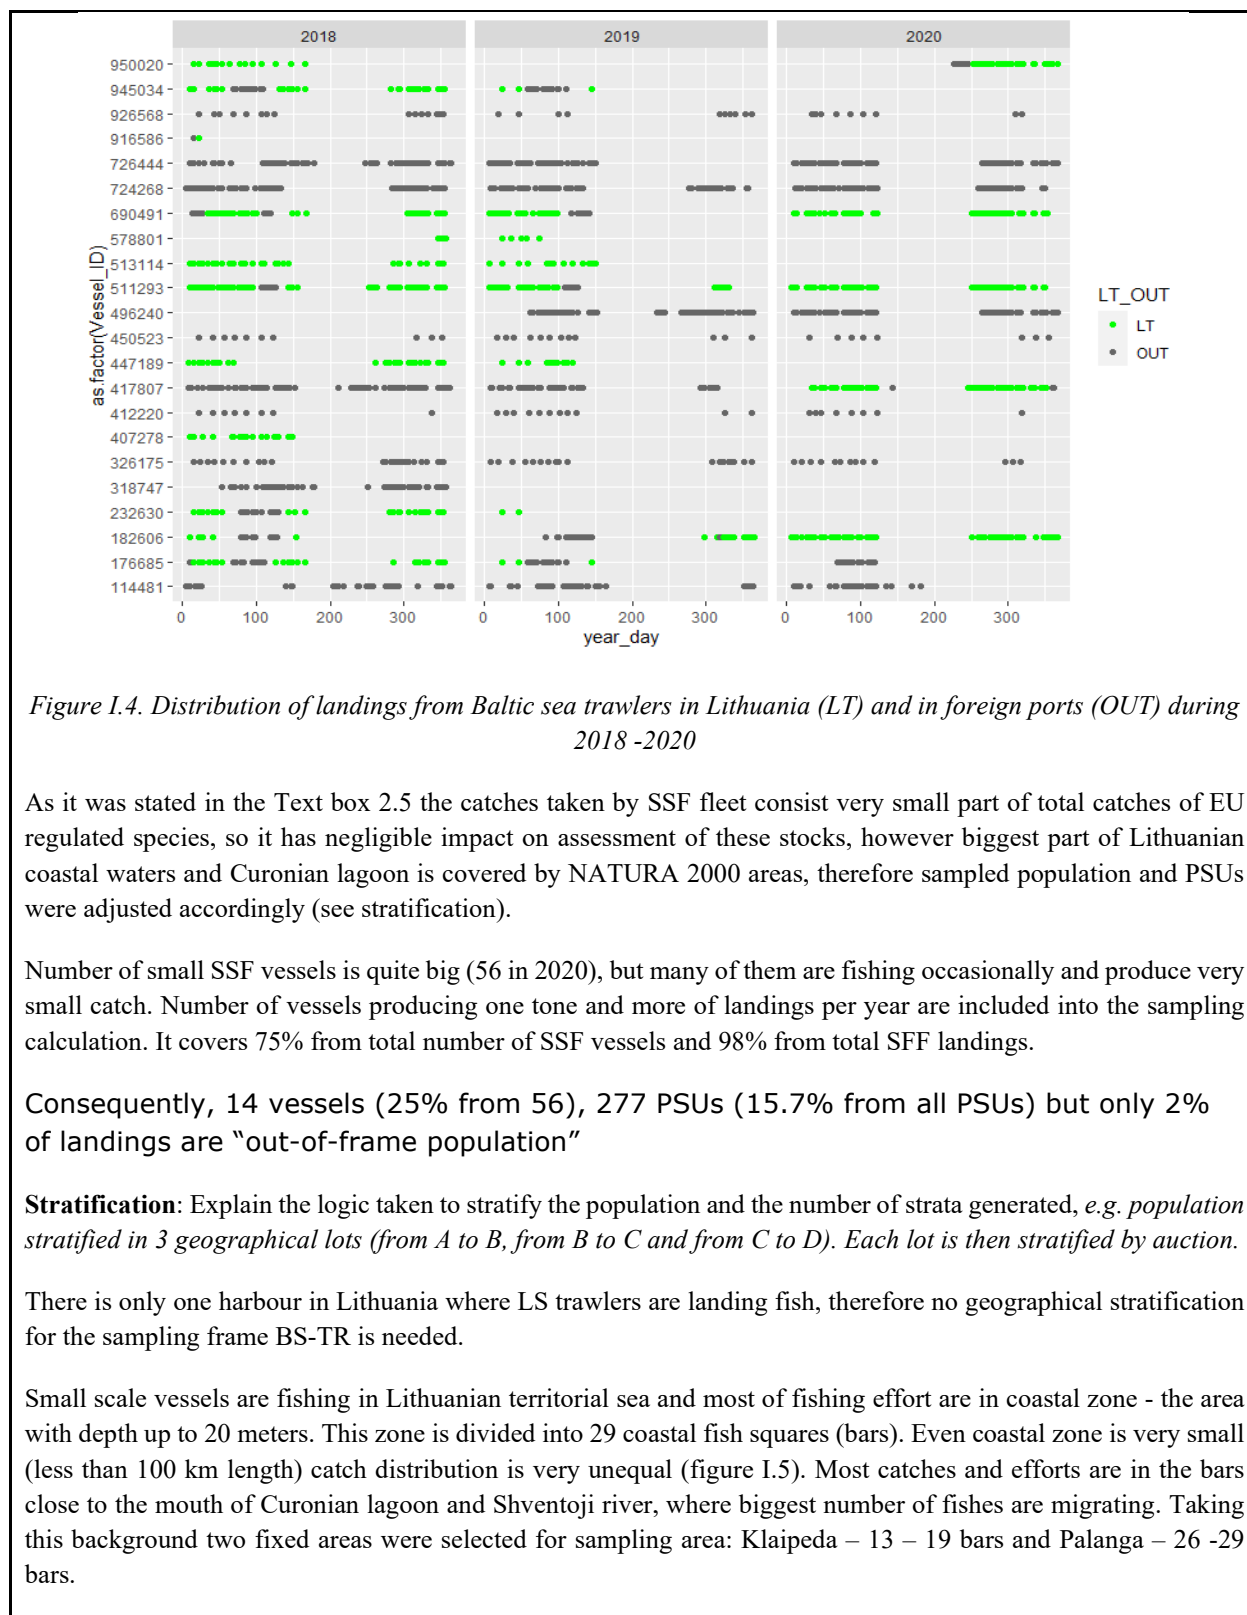 2018 2019 2020
950020
945034
926568
916586
726444
724268
690491
578801
513114
511293
496240
450523
447189
417807
412220
407278
326175
318747
232630
182606
176685
114481
as.factor(Vessel_ID)
0 100 200 300 0 100 200 300 0 100 200 300
year_day
LT_OUT
LT
OUT
Figure I.4. Distribution of landings from Baltic sea trawlers in Lithuania (LT) and in foreign ports (OUT) during
2018 -2020
As it was stated in the Text box 2.5 the catches taken by SSF fleet consist very small part of total catches of EU
regulated species, so it has negligible impact on assessment of these stocks, however biggest part of Lithuanian
coastal waters and Curonian lagoon is covered by NATURA 2000 areas, therefore sampled population and PSUs
were adjusted accordingly (see stratification).
Number of small SSF vessels is quite big (56 in 2020), but many of them are fishing occasionally and produce very
small catch. Number of vessels producing one tone and more of landings per year are included into the sampling
calculation. It covers 75% from total number of SSF vessels and 98% from total SFF landings.
Consequently, 14 vessels (25% from 56), 277 PSUs (15.7% from all PSUs) but only 2%
of landings are “out-of-frame population”
Stratification: Explain the logic taken to stratify the population and the number of strata generated, e.g. population
stratified in 3 geographical lots (from A to B, from B to C and from C to D). Each lot is then stratified by auction.
There is only one harbour in Lithuania where LS trawlers are landing fish, therefore no geographical stratification
for the sampling frame BS-TR is needed.
Small scale vessels are fishing in Lithuanian territorial sea and most of fishing effort are in coastal zone - the area
with depth up to 20 meters. This zone is divided into 29 coastal fish squares (bars). Even coastal zone is very small
(less than 100 km length) catch distribution is very unequal (figure I.5). Most catches and efforts are in the bars
close to the mouth of Curonian lagoon and Shventoji river, where biggest number of fishes are migrating. Taking
this background two fixed areas were selected for sampling area: Klaipeda – 13 – 19 bars and Palanga – 26 -29
bars.